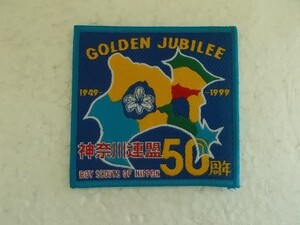 GOLDEN JUBILEE
1949- -1999
神奈川連盟50周年
BOY SCOUTS OF NIPPON